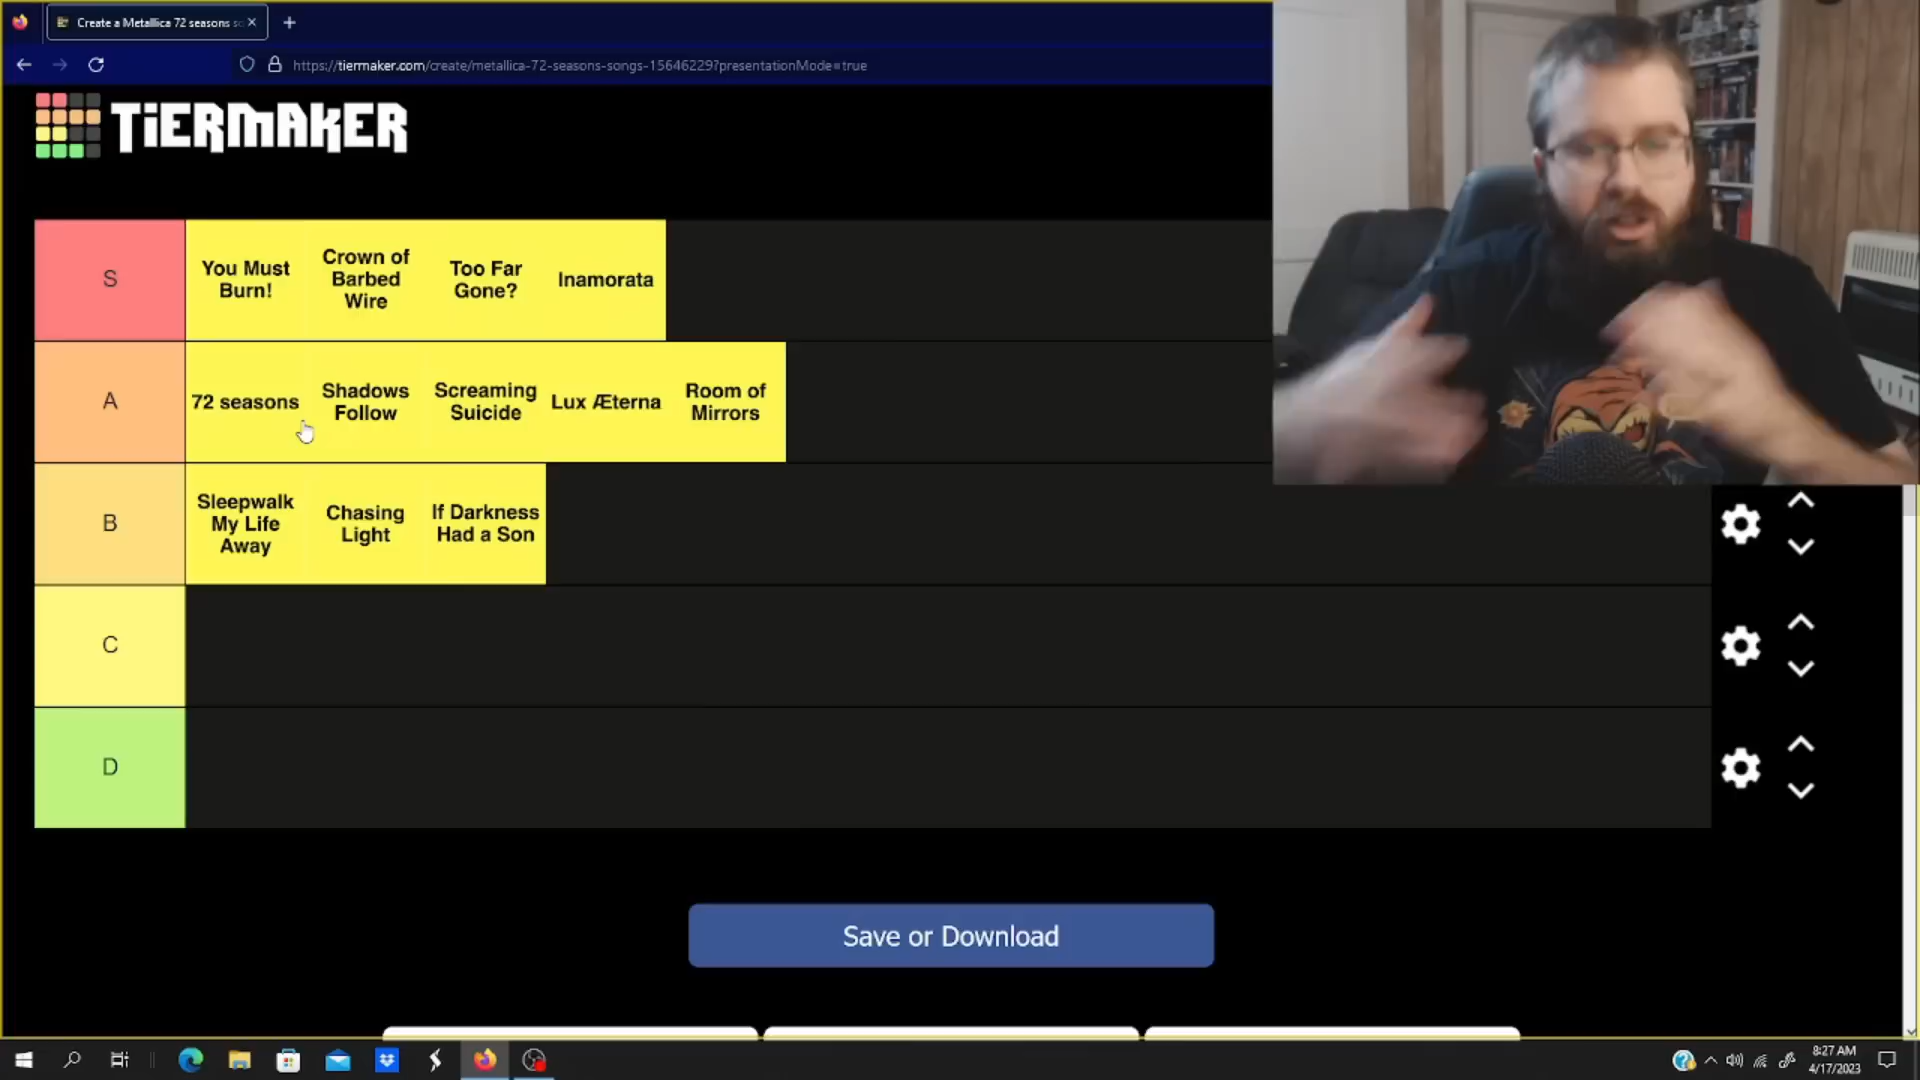 Create a Metallica 72 seasons so
https://tiermaker.com/create/metallica-72-seasons-songs-15646229?presentationMode=true
TiERMAKER
S
You Must
Burn!
Crown of
Barbed
Wire
Too Far
Gone?
Inamorata
A
72 seasons
Shadows
Follow
Screaming
Suicide
Lux Æterna
Room of
Mirrors
B
Sleepwalk
My Life
Away
Chasing
Light
If Darkness
Had a Son
C
D
Save or Download
8:27 AM
4/17/2023